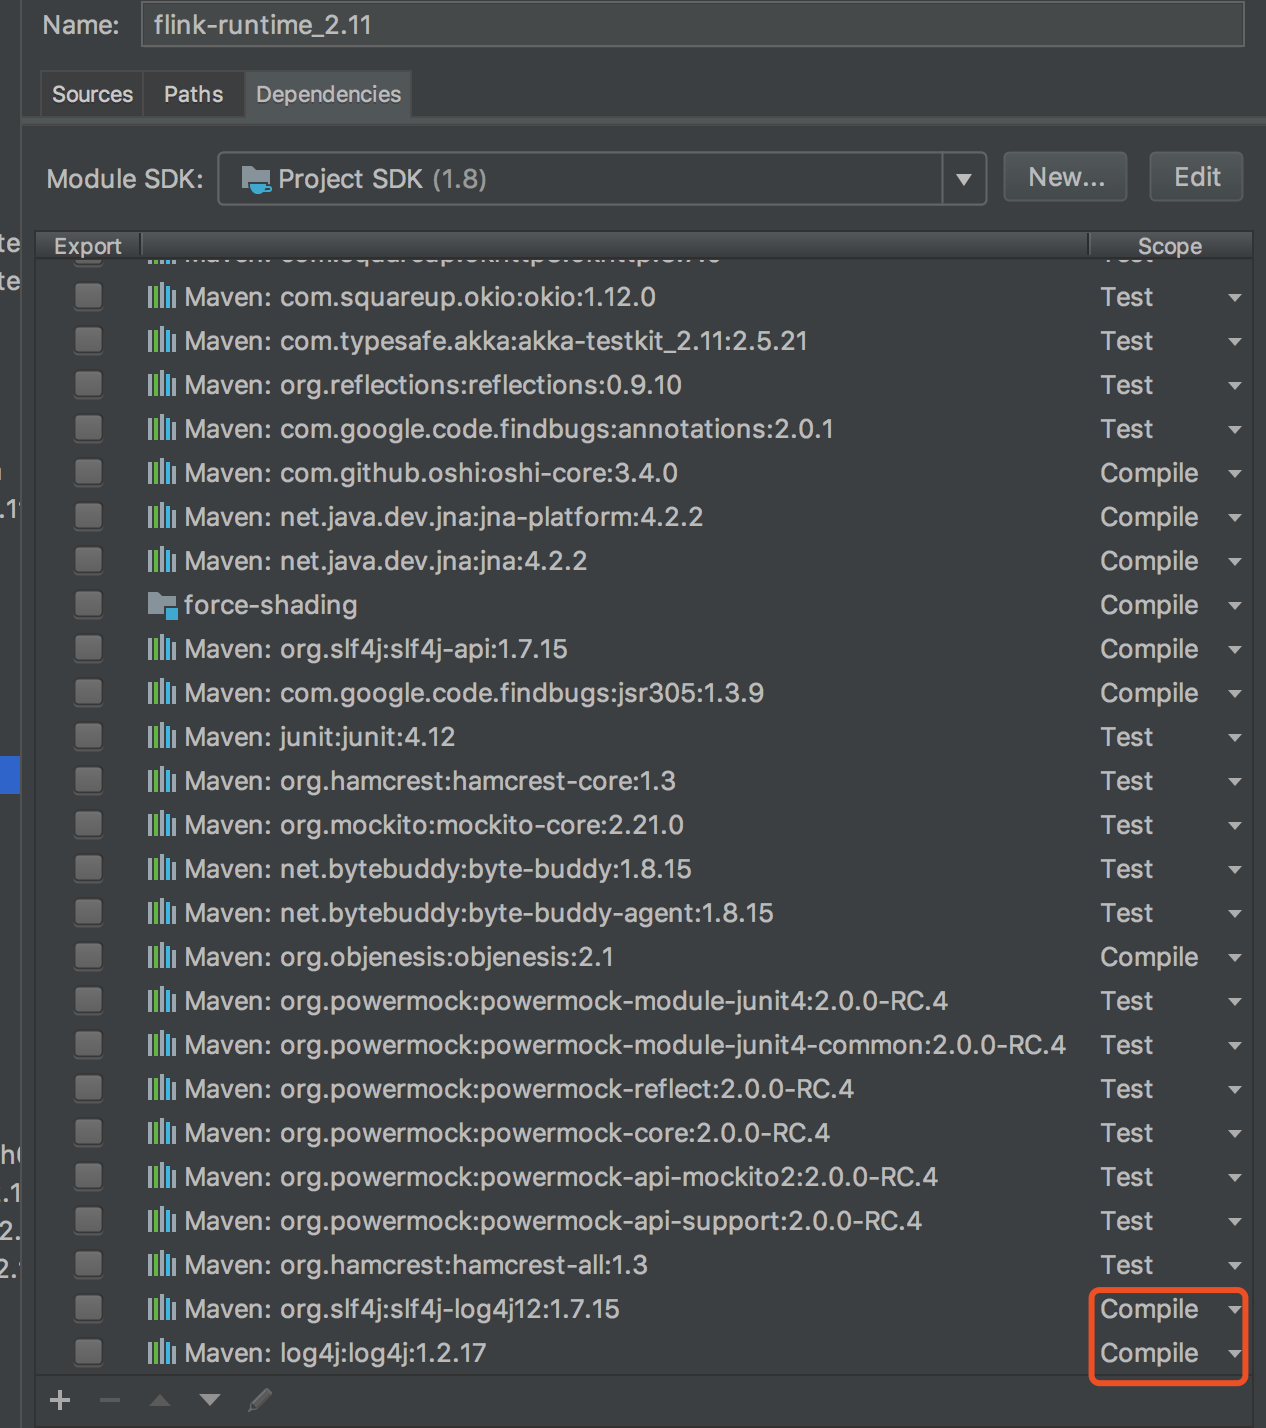 Name: flink-runtime_2.11
Sources Paths Dependencies
Module SDK: Project SDK (1.8) New... Edit
Export Scope
Maven: com.squareup.okio:okio:1.12.0 Test
Maven: com.typesafe.akka:akka-testkit_2.11:2.5.21 Test
Maven: org.reflections:reflections:0.9.10 Test
Maven: com.google.code.findbugs:annotations:2.0.1 Test
Maven: com.github.oshi:oshi-core:3.4.0 Compile
Maven: net.java.dev.jna:jna-platform:4.2.2 Compile
Maven: net.java.dev.jna:jna:4.2.2 Compile
force-shading Compile
Maven: org.slf4j:slf4j-api:1.7.15 Compile
Maven: com.google.code.findbugs:jsr305:1.3.9 Compile
Maven: junit:junit:4.12 Test
Maven: org.hamcrest:hamcrest-core:1.3 Test
Maven: org.mockito:mockito-core:2.21.0 Test
Maven: net.bytebuddy:byte-buddy:1.8.15 Test
Maven: net.bytebuddy:byte-buddy-agent:1.8.15 Test
Maven: org.objenesis:objenesis:2.1 Compile
Maven: org.powermock:powermock-module-junit4:2.0.0-RC.4 Test
Maven: org.powermock:powermock-module-junit4-common:2.0.0-RC.4 Test
Maven: org.powermock:powermock-reflect:2.0.0-RC.4 Test
Maven: org.powermock:powermock-core:2.0.0-RC.4 Test
Maven: org.powermock:powermock-api-mockito2:2.0.0-RC.4 Test
Maven: org.powermock:powermock-api-support:2.0.0-RC.4 Test
Maven: org.hamcrest:hamcrest-all:1.3 Test
Maven: org.slf4j:slf4j-log4j12:1.7.15 Compile
Maven: log4j:log4j:1.2.17 Compile